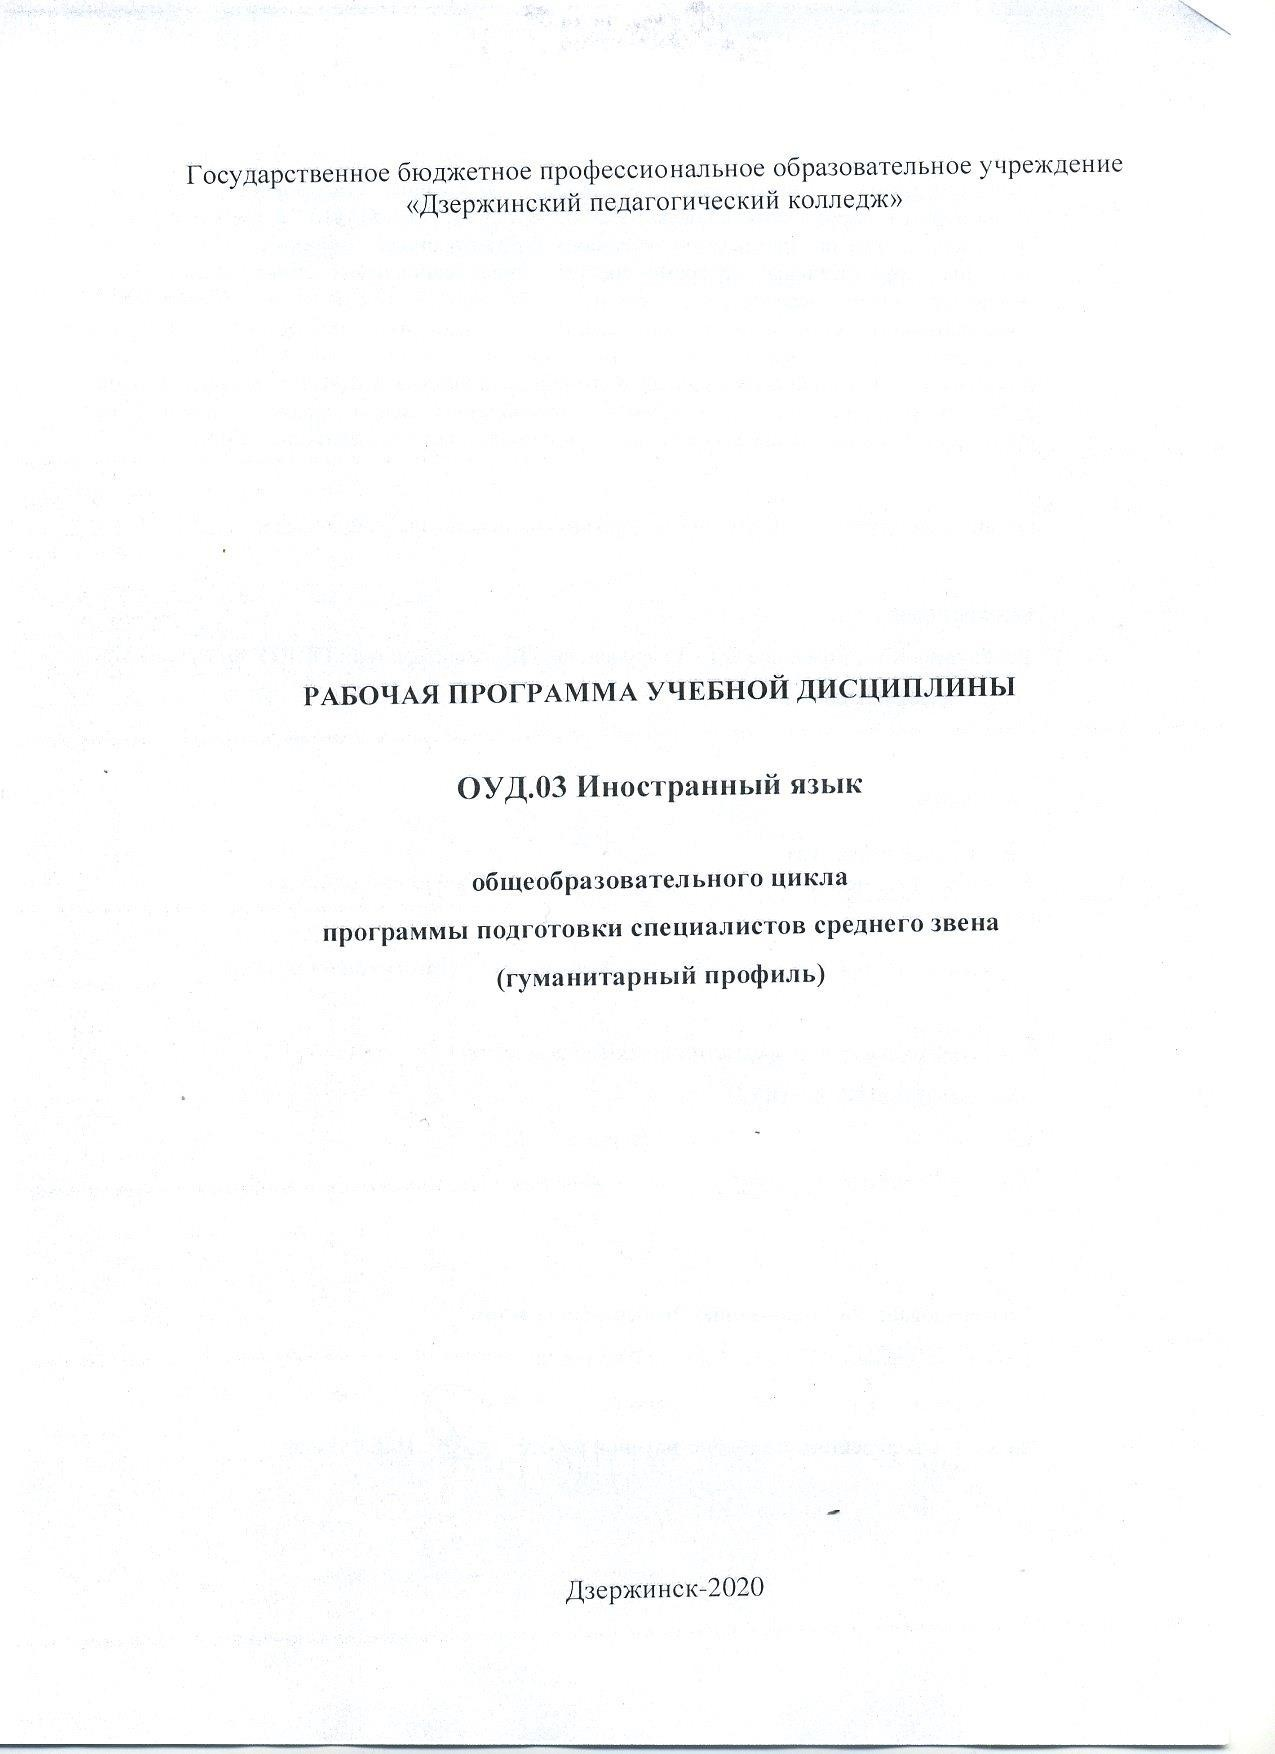 Государственное бюджетное профессиональное образовательное учреждение
«Дзержинский педагогический колледж»
РАБОЧАЯ ПРОГРАММА УЧЕБНОЙ ДИСЦИПЛИНЫ
ОУД.03 Иностранный язык
общеобразовательного цикла
программы подготовки специалистов среднего звена
(гуманитарный профиль)
Дзержинск-2020